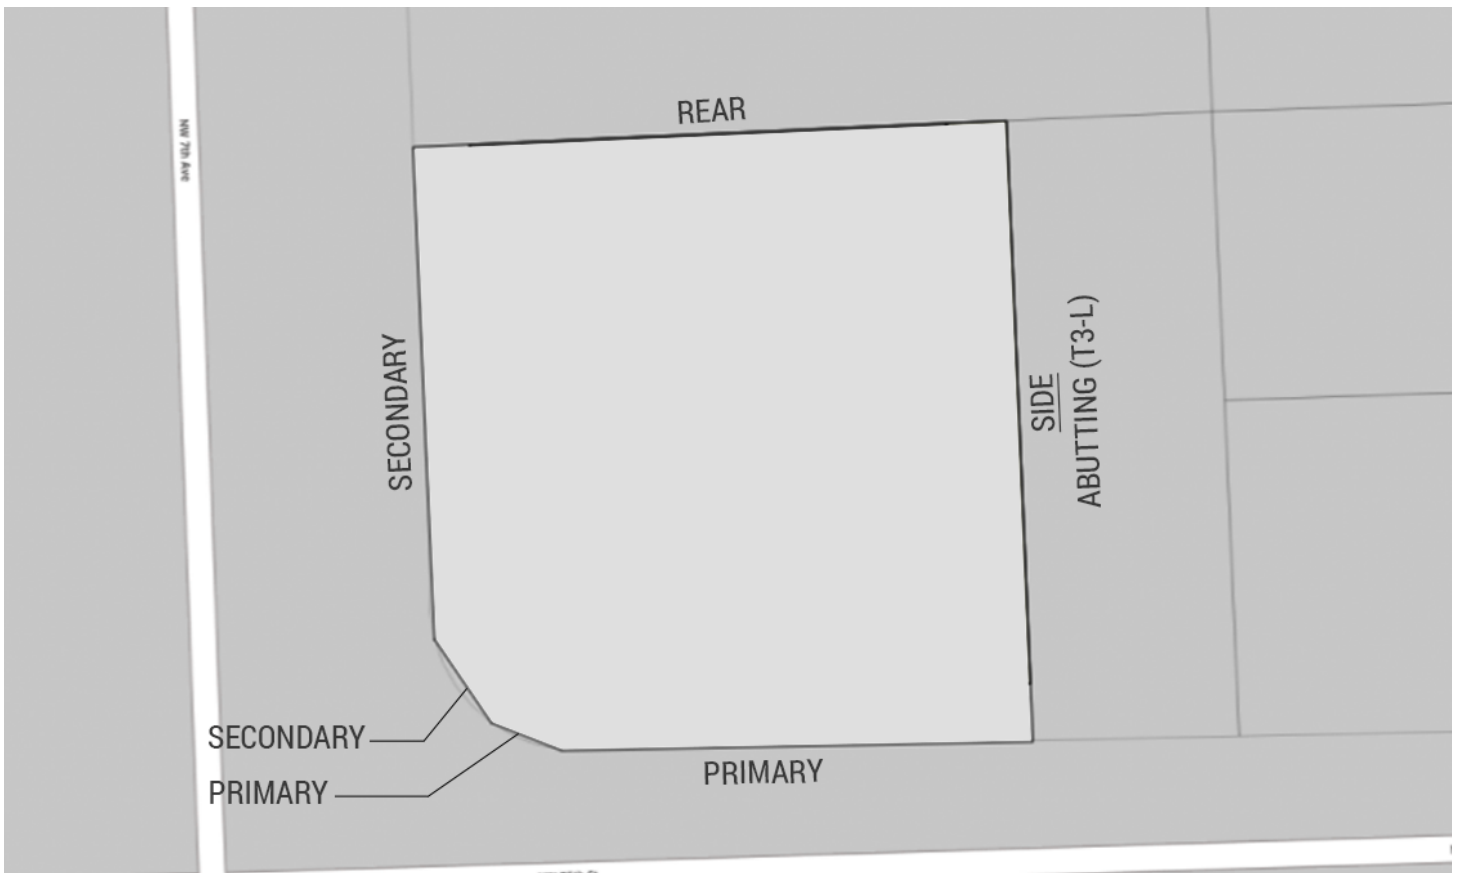 REAR
NW 7th Ave
SECONDARY
SIDE
ABUTTING (T3-L)
SECONDARY
PRIMARY
PRIMARY